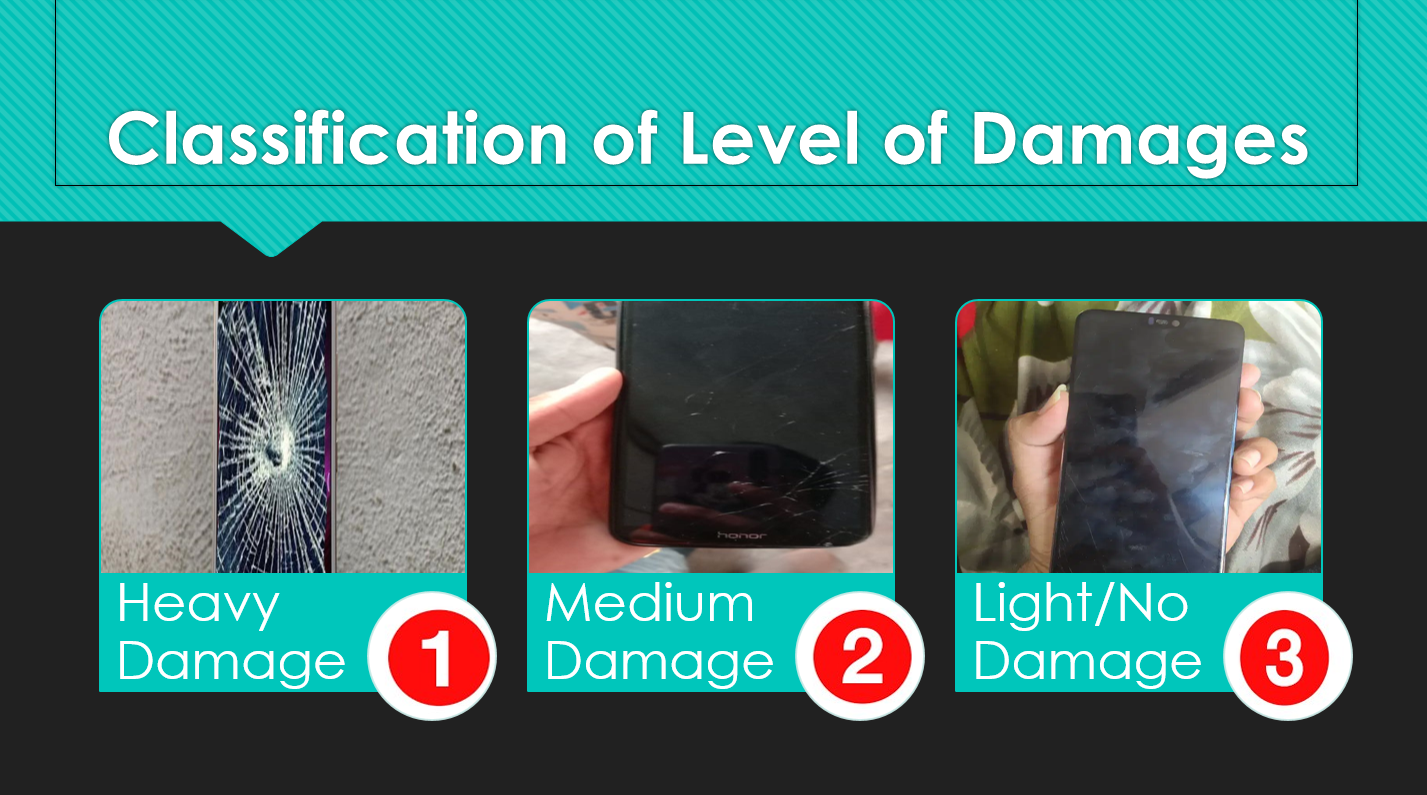 Classification of Level of Damages
honor
Heavy
Damage
1
Medium
Damage
2
Light/No
Damage
3